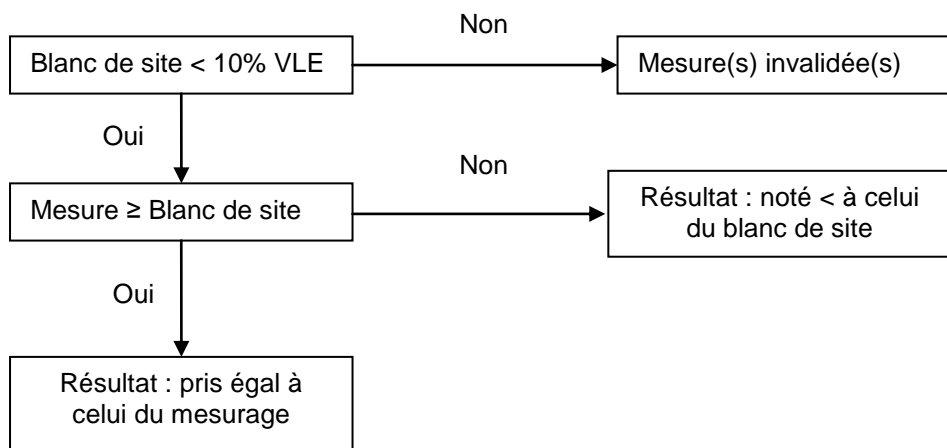 Non
Blanc de site < 10% VLE
Mesure(s) invalidée(s)
Oui
Non
Mesure ≥ Blanc de site
Résultat : noté < à celui
du blanc de site
Oui
Résultat : pris égal à
celui du mesurage